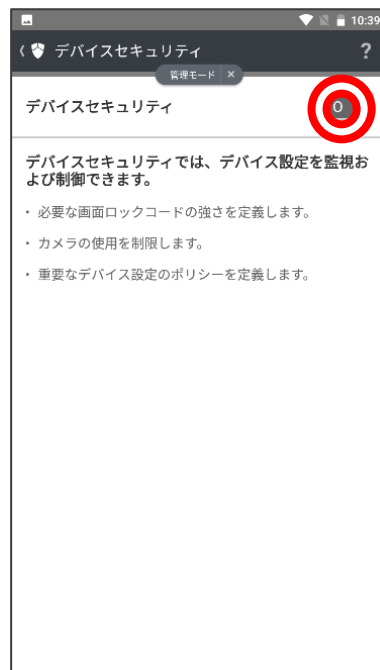 10:39
デバイスセキュリティ ?
管理モード ×
デバイスセキュリティ
デバイスセキュリティでは、デバイス設定を監視お
よび制御できます。
・ 必要な画面ロックコードの強さを定義します。
・ カメラの使用を制限します。
・ 重要なデバイス設定のポリシーを定義します。